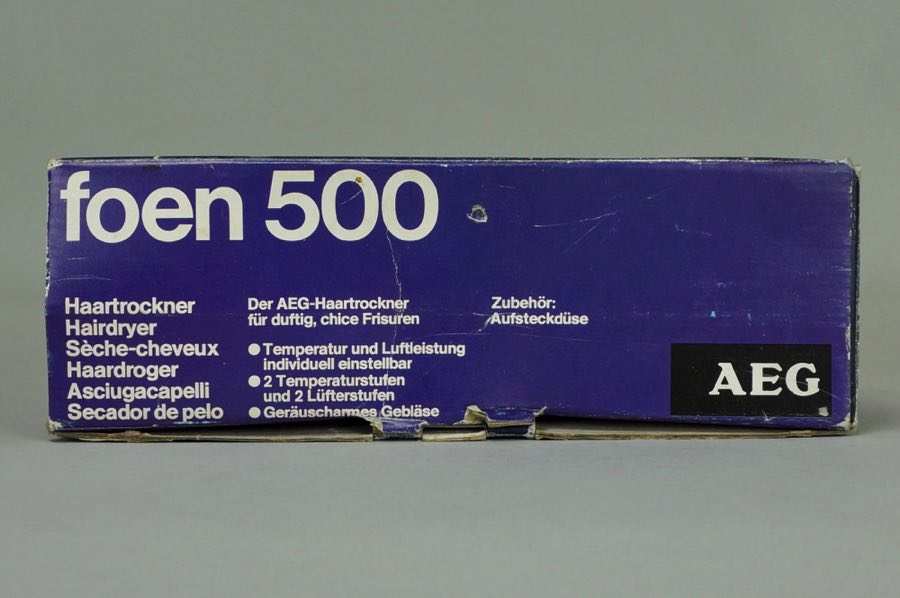 foen 500
Haartrockner
Hairdryer
Sèche-cheveux
Haardroger
Asciugacapelli
Secador de pelo
Der AEG-Haartrockner
für duftig, chice Frisuren
● Temperatur und Luftleistung
individuell einstellbar
● 2 Temperaturstufen
und 2 Lüfterstufen
● Geräuscharmes Gebläse
Zubehör:
Aufsteckdüse
AEG